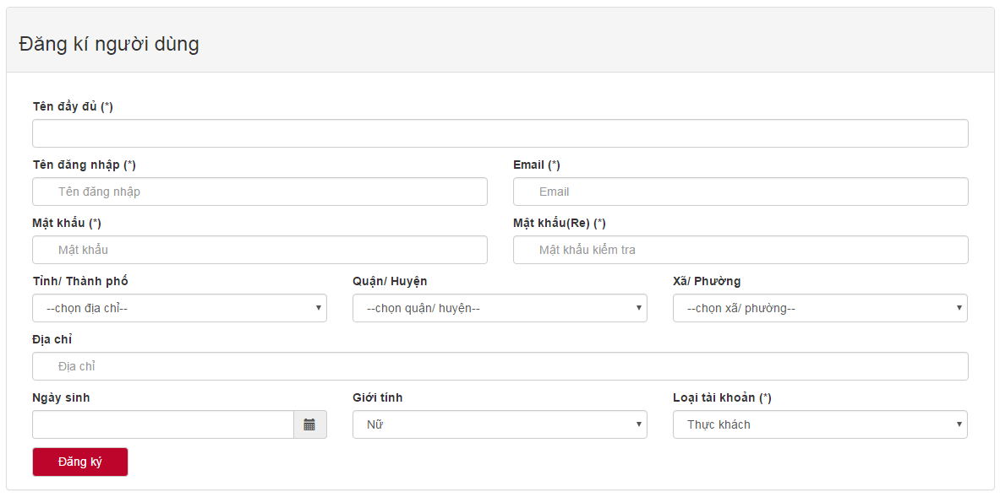 Đăng kí người dùng
Tên đầy đủ (*)
Tên đăng nhập (*) Email (*)
Tên đăng nhập Email
Mật khẩu (*) Mật khẩu(Re) (*)
Mật khẩu Mật khẩu kiểm tra
Tỉnh/ Thành phố Quận/ Huyện Xã/ Phường
--chọn địa chỉ-- --chọn quận/ huyện-- --chọn xã/ phường--
Địa chỉ
Địa chỉ
Ngày sinh Giới tính Loại tài khoản (*)
Nữ Thực khách
Đăng ký